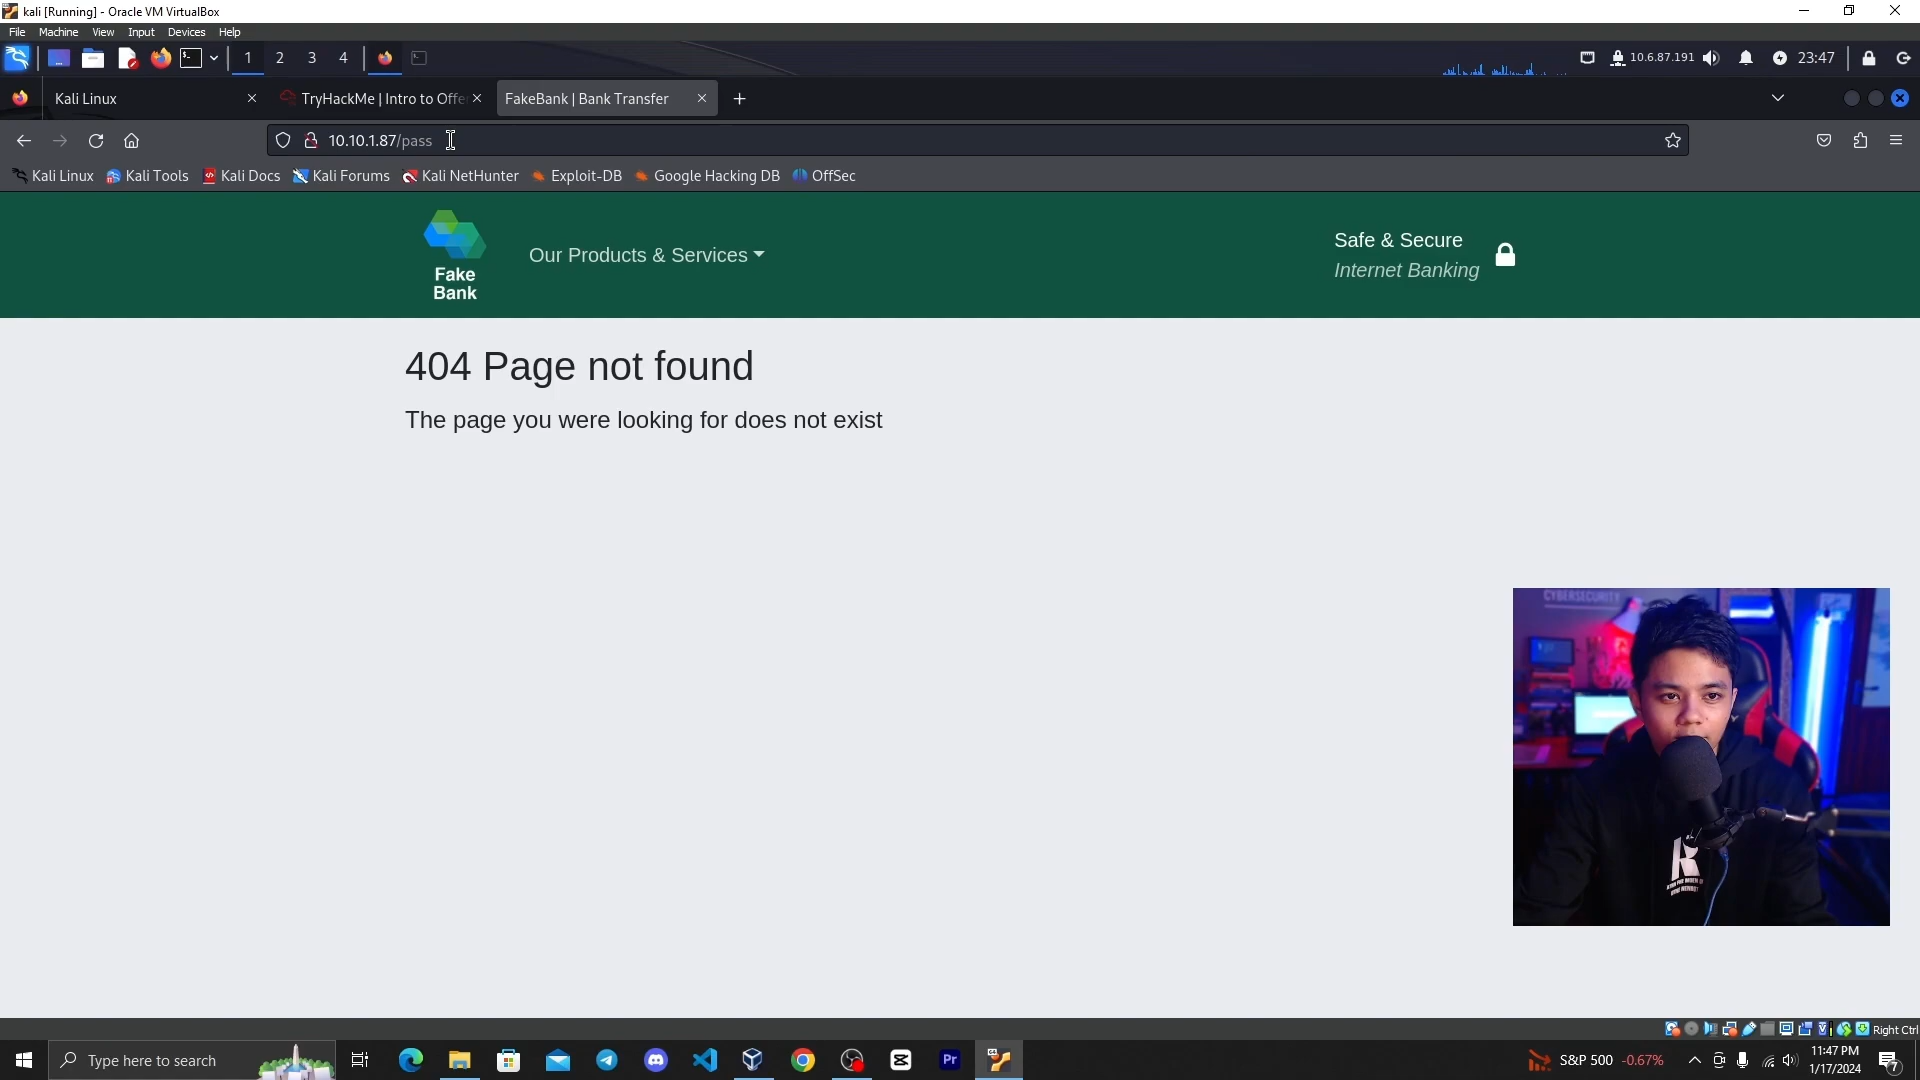 kali [Running] - Oracle VM VirtualBox
File Machine View Input Devices Help
1 2 3 4
10.6.87.191
23:47
Kali Linux
TryHackMe | Intro to Offe
FakeBank | Bank Transfer
10.10.1.87/pass
Kali Linux Kali Tools Kali Docs Kali Forums Kali NetHunter Exploit-DB Google Hacking DB OffSec
Fake
Bank
Our Products & Services
Safe & Secure
Internet Banking
404 Page not found
The page you were looking for does not exist
CYBERSECURITY
Right Ctrl
Type here to search
Pr
S&P 500 -0.67%
11:47 PM
1/17/2024
7